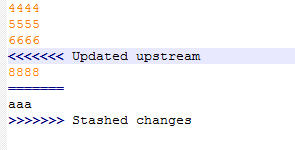 4444
5555
6666
<<<<<<< Updated upstream
8888
=======
aaa
>>>>>>> Stashed changes